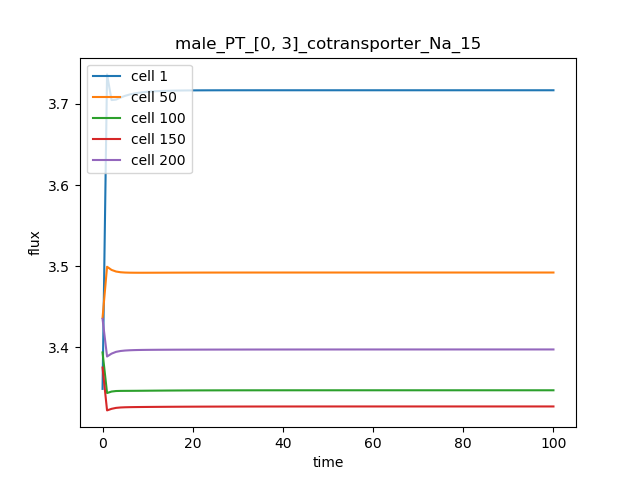 male_PT_[0, 3]_cotransporter_Na_15
cell 1
cell 50
cell 100
cell 150
cell 200
3.7
3.6
3.5
3.4
flux
0 20 40 60 80 100
time